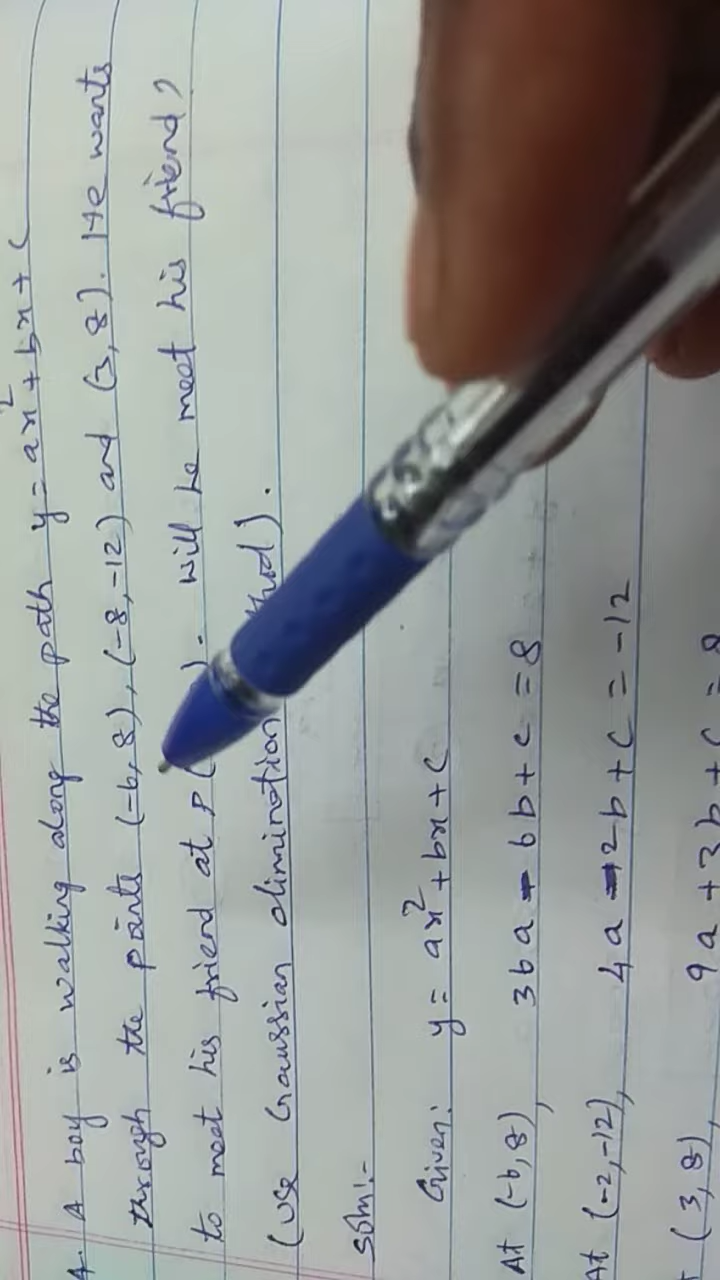 4. A boy is walking along the path y = ax² + bx + c
through the points (-6, 8), (-8, -12) and (3, 8). He wants
to meet his friend at P( ). will he meet his friend?
(use Gaussian elimination thod).
Soln:-
Given: y = ax² + bx + c
At (-6, 8), 36a - 6b + c = 8
At (-2, -12), 4a - 2b + c = -12
(3, 8), 9a + 3b + c = 8